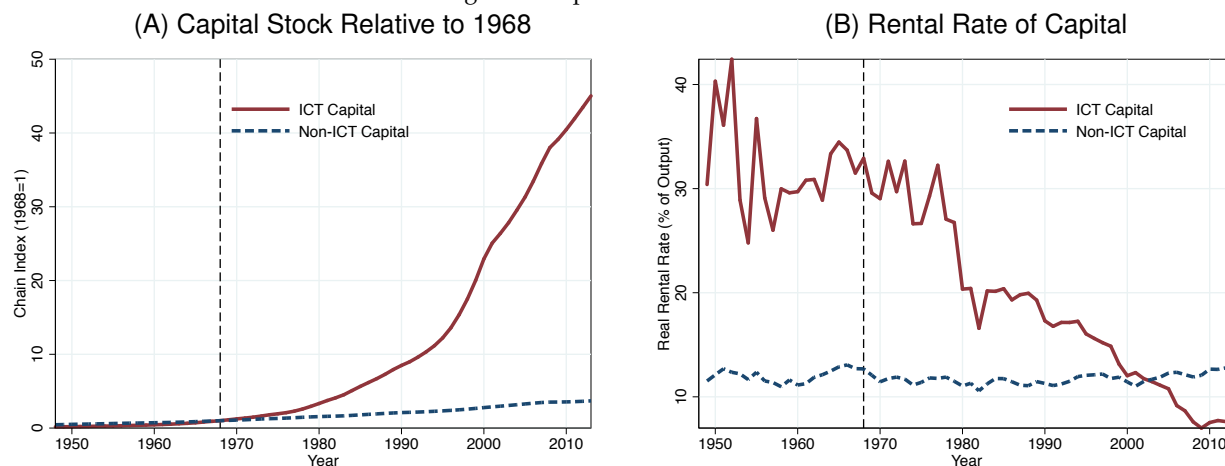 (A) Capital Stock Relative to 1968
Chain Index (1968=1)
50
40
30
20
10
0
ICT Capital
Non-ICT Capital
1950 1960 1970 1980 1990 2000 2010
Year
(B) Rental Rate of Capital
Real Rental Rate (% of Output)
40
30
20
10
ICT Capital
Non-ICT Capital
1950 1960 1970 1980 1990 2000 2010
Year